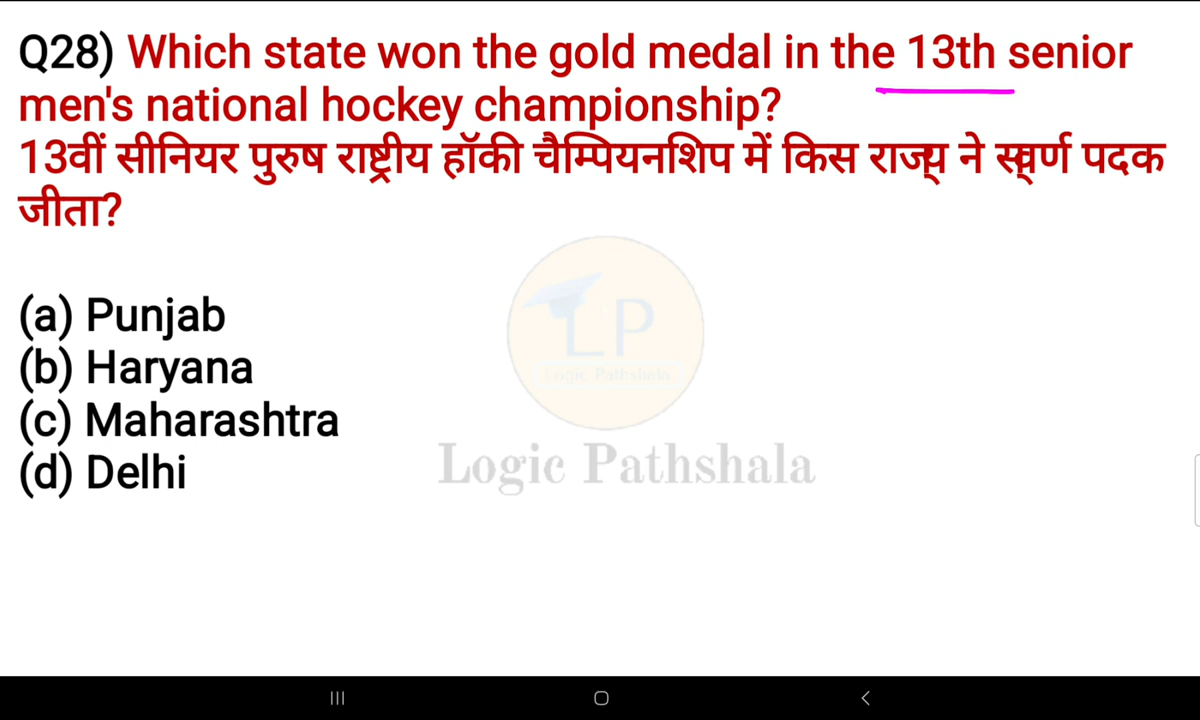 Q28) Which state won the gold medal in the 13th senior
men's national hockey championship?
13वीं सीनियर पुरुष राष्ट्रीय हॉकी चैम्पियनशिप में किस राज्य ने स्वर्ण पदक
जीता?
(a) Punjab
(b) Haryana
(c) Maharashtra
(d) Delhi
LP
Logic Pathshala
Logic Pathshala